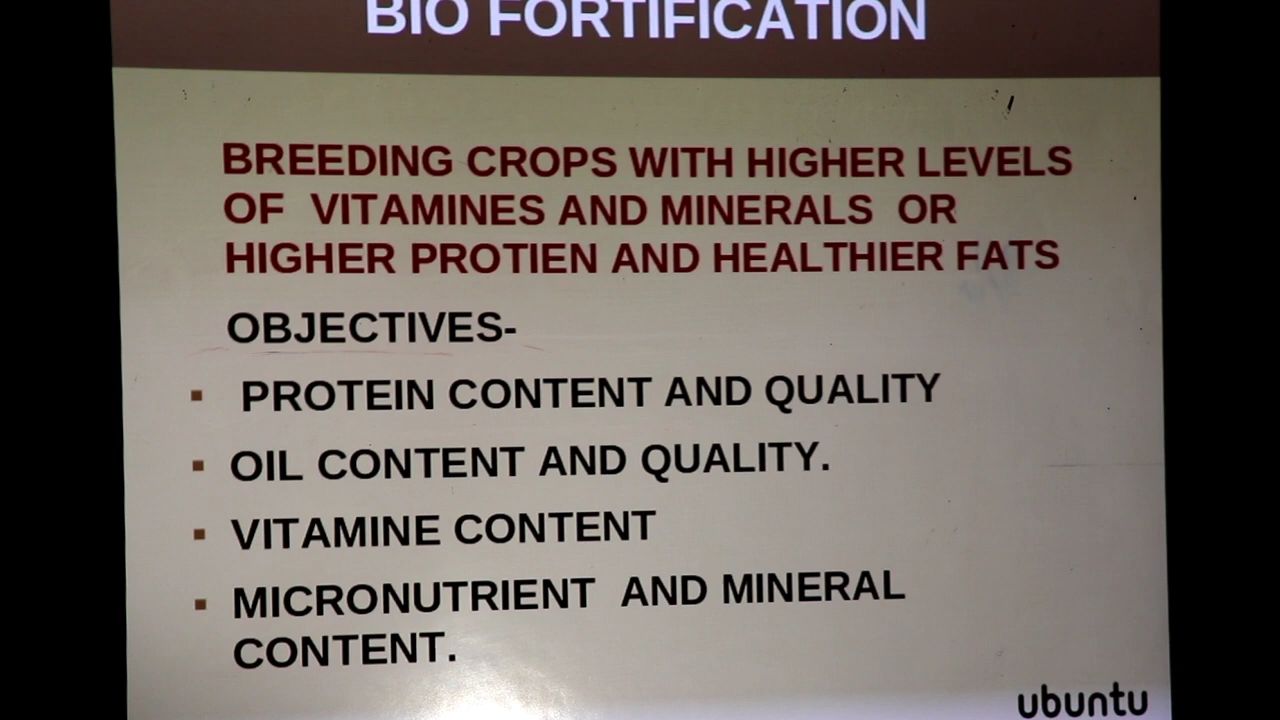 BIO FORTIFICATION
BREEDING CROPS WITH HIGHER LEVELS
OF VITAMINES AND MINERALS OR
HIGHER PROTIEN AND HEALTHIER FATS
OBJECTIVES-
▪ PROTEIN CONTENT AND QUALITY
▪ OIL CONTENT AND QUALITY.
▪ VITAMINE CONTENT
▪ MICRONUTRIENT AND MINERAL
CONTENT.
ubuntu